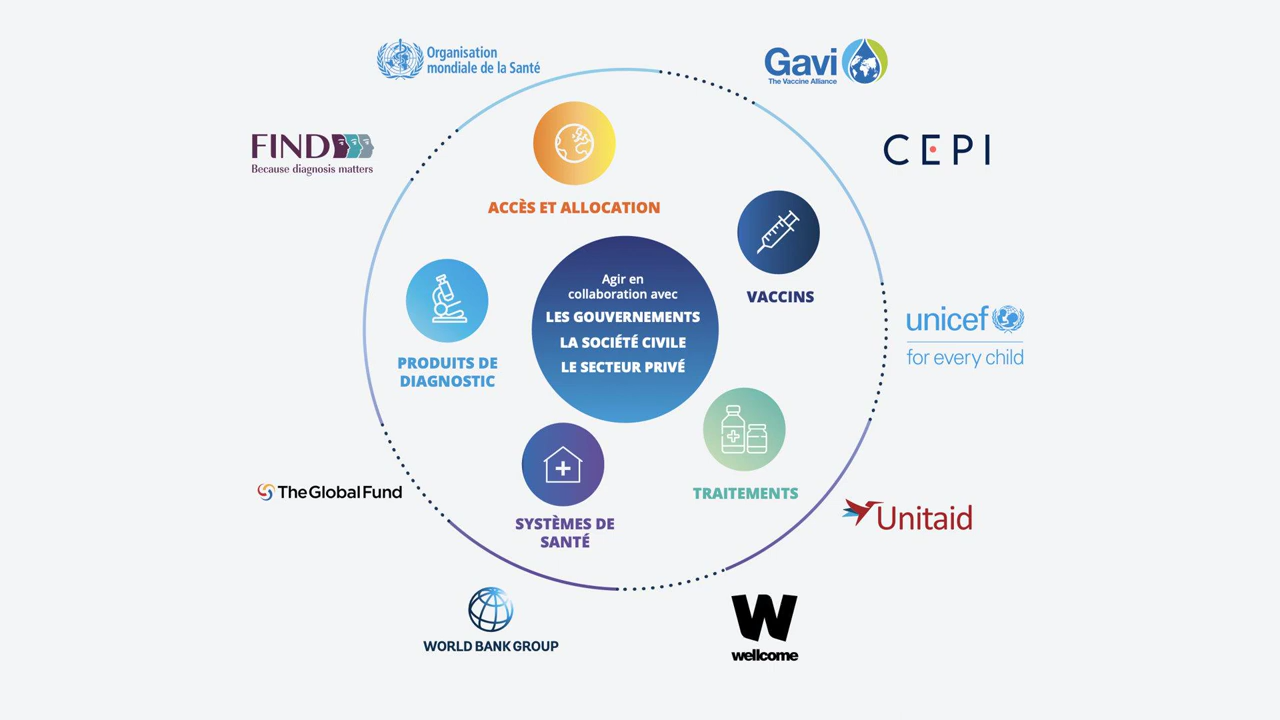 Organisation
mondiale de la Santé
Gavi
The Vaccine Alliance
FIND
Because diagnosis matters
CEPI
ACCÈS ET ALLOCATION
VACCINS
Agir en
collaboration avec
LES GOUVERNEMENTS
LA SOCIÉTÉ CIVILE
LE SECTEUR PRIVÉ
unicef
for every child
PRODUITS DE
DIAGNOSTIC
TRAITEMENTS
TheGlobalFund
SYSTÈMES DE
SANTÉ
Unitaid
WORLD BANK GROUP
W
wellcome